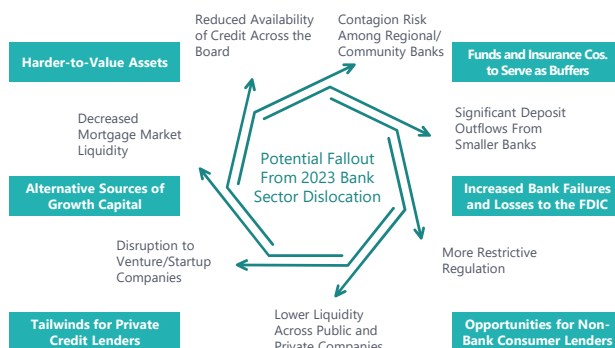 Reduced Availability
of Credit Across the
Board
Contagion Risk
Among Regional/
Community Banks
Harder-to-Value Assets
Funds and Insurance Cos.
to Serve as Buffers
Decreased
Mortgage Market
Liquidity
Significant Deposit
Outflows From
Smaller Banks
Potential Fallout
From 2023 Bank
Sector Dislocation
Alternative Sources of
Growth Capital
Increased Bank Failures
and Losses to the FDIC
Disruption to
Venture/Startup
Companies
More Restrictive
Regulation
Lower Liquidity
Across Public and
Private Companies
Tailwinds for Private
Credit Lenders
Opportunities for Non-
Bank Consumer Lenders